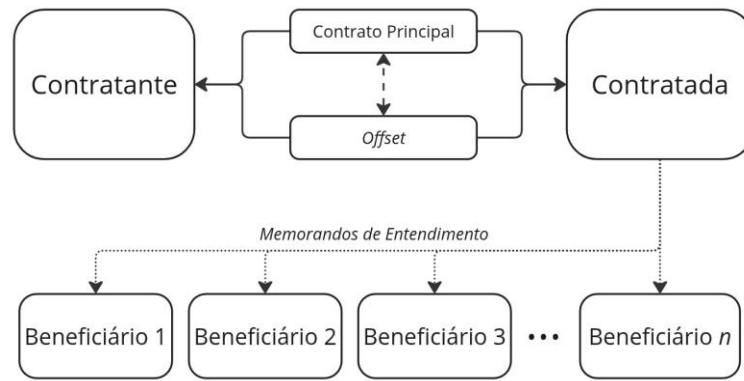 Contrato Principal
Contratante
Contratada
Offset
Memorandos de Entendimento
Beneficiário 1
Beneficiário 2
Beneficiário 3
•••
Beneficiário n